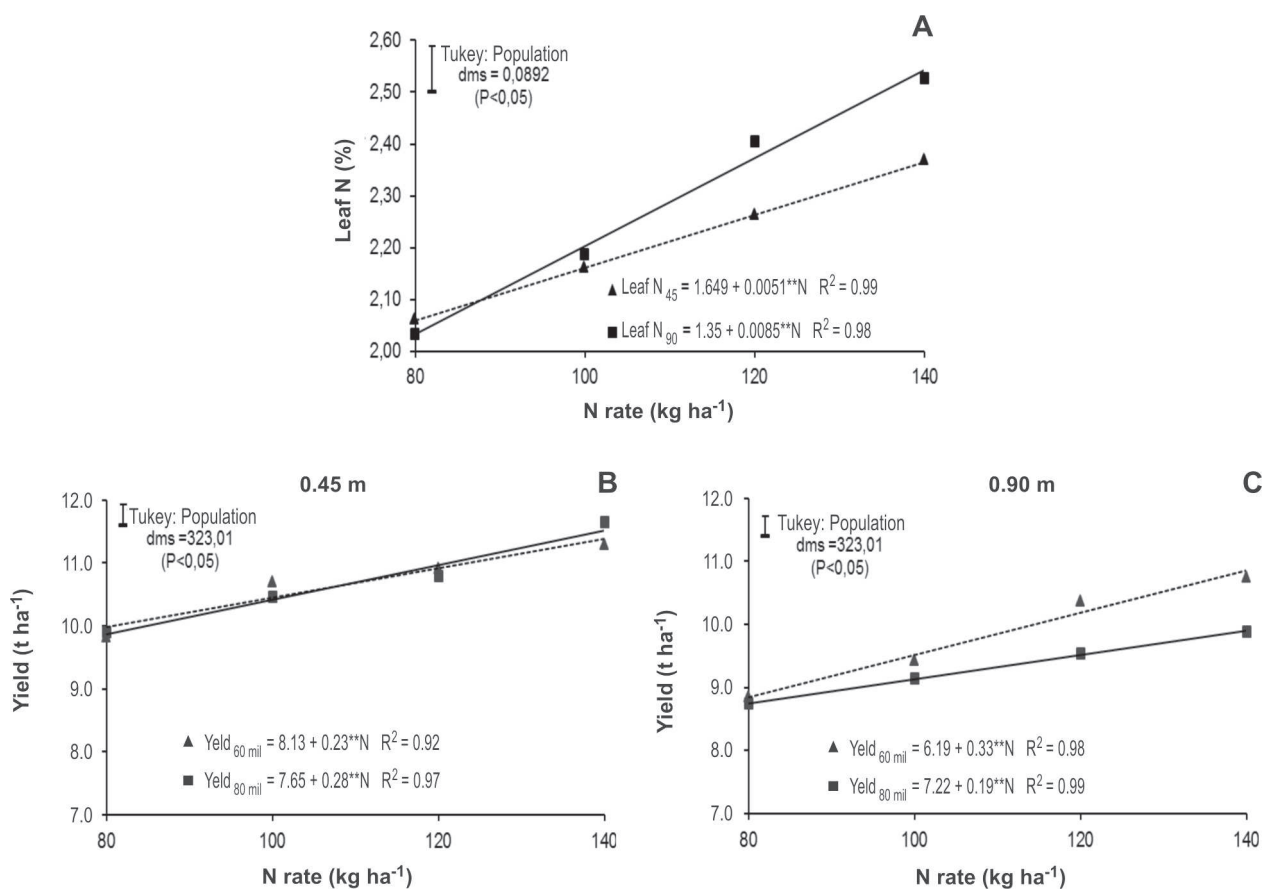 A
2,60
2,50
2,40
2,30
2,20
2,10
2,00
Leaf N (%)
Tukey: Population
dms = 0,0892
(P<0,05)
▲ Leaf N 45 = 1.649 + 0.0051**N R² = 0.99
■ Leaf N 90 = 1.35 + 0.0085**N R² = 0.98
80 100 120 140
N rate (kg ha⁻¹)
0.45 m
B
12.0
11.0
10.0
9.0
8.0
7.0
Yield (t ha⁻¹)
Tukey: Population
dms =323,01
(P<0,05)
▲ Yeld 60 mil = 8.13 + 0.23**N R² = 0.92
■ Yeld 80 mil = 7.65 + 0.28**N R² = 0.97
80 100 120 140
N rate (kg ha⁻¹)
0.90 m
C
12.0
11.0
10.0
9.0
8.0
7.0
Yield (t ha⁻¹)
Tukey: Population
dms =323,01
(P<0,05)
▲ Yeld 60 mil = 6.19 + 0.33**N R² = 0.98
■ Yeld 80 mil = 7.22 + 0.19**N R² = 0.99
80 100 120 140
N rate (kg ha⁻¹)